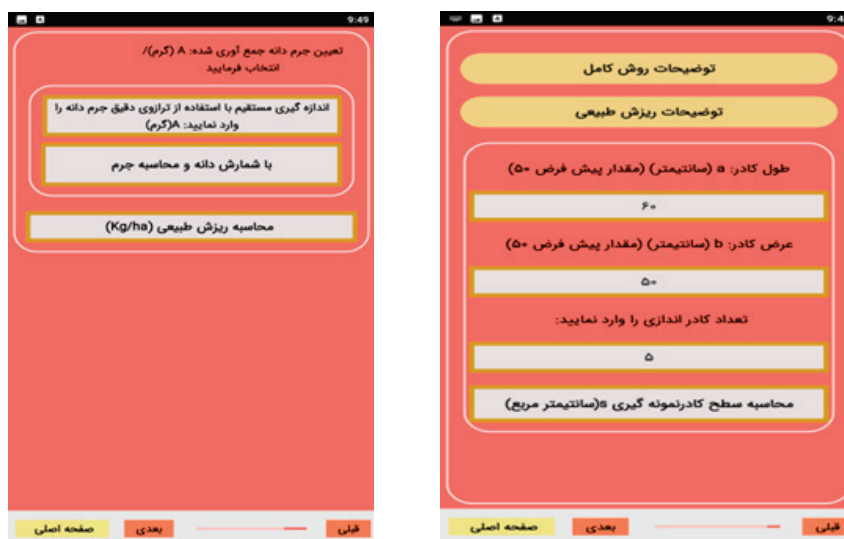 9:4
توضیحات روش کامل
توضیحات ریزش طبیعی
طول کادر: a (سانتیمتر) (مقدار پیش فرض ۵۰)
۶۰
عرض کادر: b (سانتیمتر) (مقدار پیش فرض ۵۰)
۵۰
تعداد کادر اندازی را وارد نمایید:
۵
محاسبه سطح کادرنمونه گیری s(سانتیمتر مربع)
قبلی
بعدی
صفحه اصلی
9:49
تعیین جرم دانه جمع آوری شده: A (گرم)/
انتخاب فرمایید
اندازه گیری مستقیم با استفاده از ترازوی دقیق جرم دانه را
وارد نمایید: A(گرم)
با شمارش دانه و محاسبه جرم
محاسبه ریزش طبیعی (Kg/ha)
قبلی
بعدی
صفحه اصلی